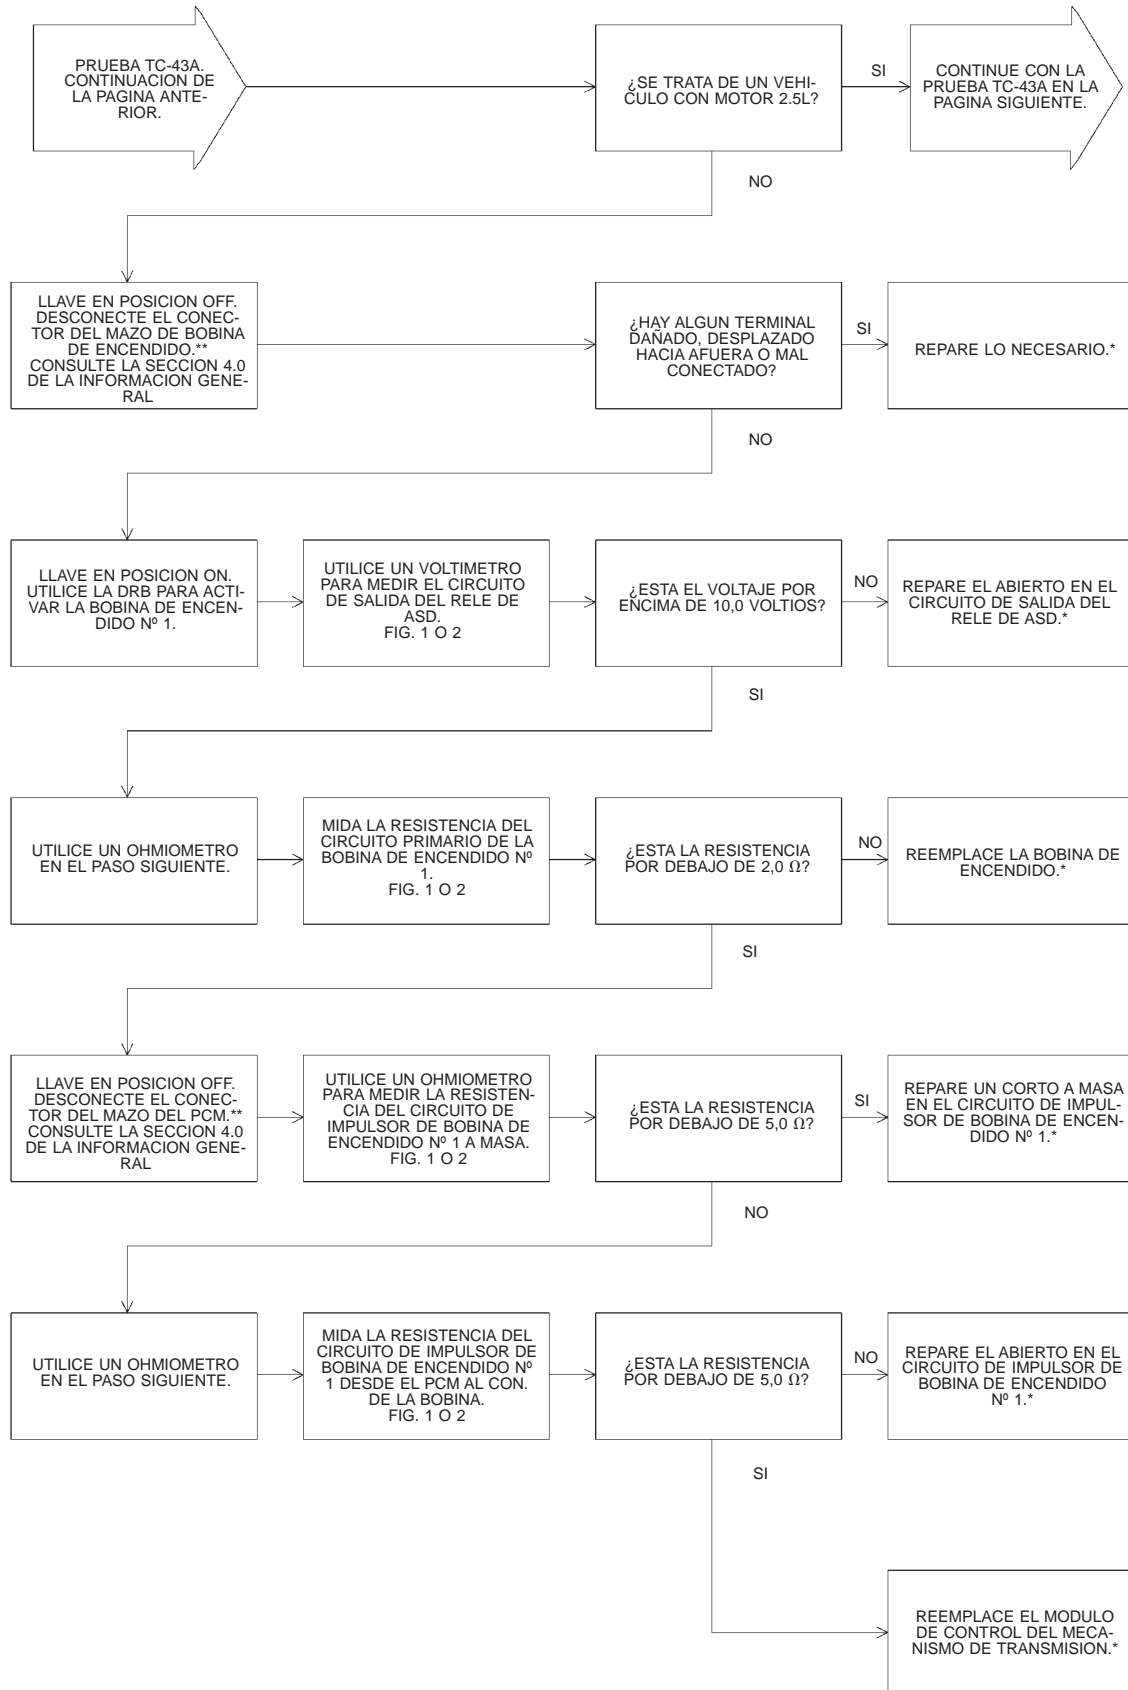 PRUEBA TC-43A.
CONTINUACION DE
LA PAGINA ANTE-
RIOR.
¿SE TRATA DE UN VEHI-
CULO CON MOTOR 2.5L?
SI
CONTINUE CON LA
PRUEBA TC-43A EN LA
PAGINA SIGUIENTE.
NO
LLAVE EN POSICION OFF.
DESCONECTE EL CONEC-
TOR DEL MAZO DE BOBINA
DE ENCENDIDO.**
CONSULTE LA SECCION 4.0
DE LA INFORMACION GENE-
RAL
¿HAY ALGUN TERMINAL
DAÑADO, DESPLAZADO
HACIA AFUERA O MAL
CONECTADO?
SI
REPARE LO NECESARIO.*
NO
LLAVE EN POSICION ON.
UTILICE LA DRB PARA ACTI-
VAR LA BOBINA DE ENCEN-
DIDO Nº 1.
UTILICE UN VOLTIMETRO
PARA MEDIR EL CIRCUITO
DE SALIDA DEL RELE DE
ASD.
FIG. 1 O 2
¿ESTA EL VOLTAJE POR
ENCIMA DE 10,0 VOLTIOS?
NO
REPARE EL ABIERTO EN EL
CIRCUITO DE SALIDA DEL
RELE DE ASD.*
SI
UTILICE UN OHMIOMETRO
EN EL PASO SIGUIENTE.
MIDA LA RESISTENCIA DEL
CIRCUITO PRIMARIO DE LA
BOBINA DE ENCENDIDO Nº
1.
FIG. 1 O 2
¿ESTA LA RESISTENCIA
POR DEBAJO DE 2,0 Ω?
NO
REEMPLACE LA BOBINA DE
ENCENDIDO.*
SI
LLAVE EN POSICION OFF.
DESCONECTE EL CONEC-
TOR DEL MAZO DEL PCM.**
CONSULTE LA SECCION 4.0
DE LA INFORMACION GENE-
RAL
UTILICE UN OHMIOMETRO
PARA MEDIR LA RESISTEN-
CIA DEL CIRCUITO DE
IMPULSOR DE BOBINA DE
ENCENDIDO Nº 1 A MASA.
FIG. 1 O 2
¿ESTA LA RESISTENCIA
POR DEBAJO DE 5,0 Ω?
SI
REPARE UN CORTO A MASA
EN EL CIRCUITO DE IMPUL-
SOR DE BOBINA DE ENCEN-
DIDO Nº 1.*
NO
UTILICE UN OHMIOMETRO
EN EL PASO SIGUIENTE.
MIDA LA RESISTENCIA DEL
CIRCUITO DE IMPULSOR DE
BOBINA DE ENCENDIDO Nº
1 DESDE EL PCM AL CON.
DE LA BOBINA.
FIG. 1 O 2
¿ESTA LA RESISTENCIA
POR DEBAJO DE 5,0 Ω?
NO
REPARE EL ABIERTO EN EL
CIRCUITO DE IMPULSOR DE
BOBINA DE ENCENDIDO
Nº 1.*
SI
REEMPLACE EL MODULO
DE CONTROL DEL MECA-
NISMO DE TRANSMISION.*